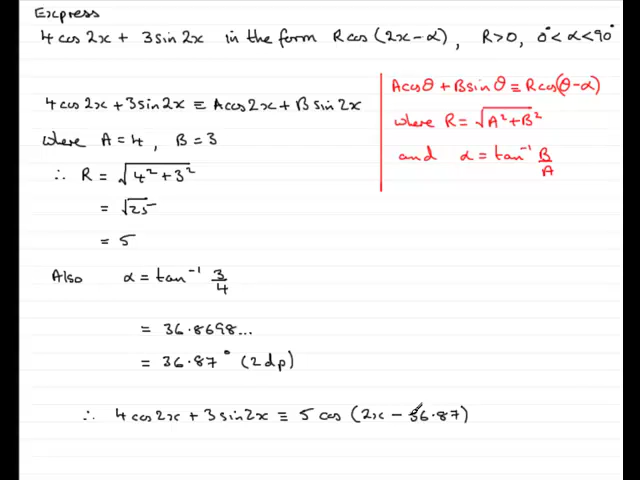 Express
4 cos 2x + 3 sin 2x in the form R cos (2x − α), R > 0, 0° < α < 90°
4 cos 2x + 3 sin 2x ≡ A cos 2x + B sin 2x
where A = 4, B = 3
∴ R = √4² + 3²
= √25
= 5
Also α = tan⁻¹ 3/4
= 36.8698...
= 36.87° (2dp)
∴ 4 cos 2x + 3 sin 2x ≡ 5 cos (2x − 36.87)
A cos θ + B sin θ ≡ R cos (θ − α)
where R = √A² + B²
and α = tan⁻¹ B/A